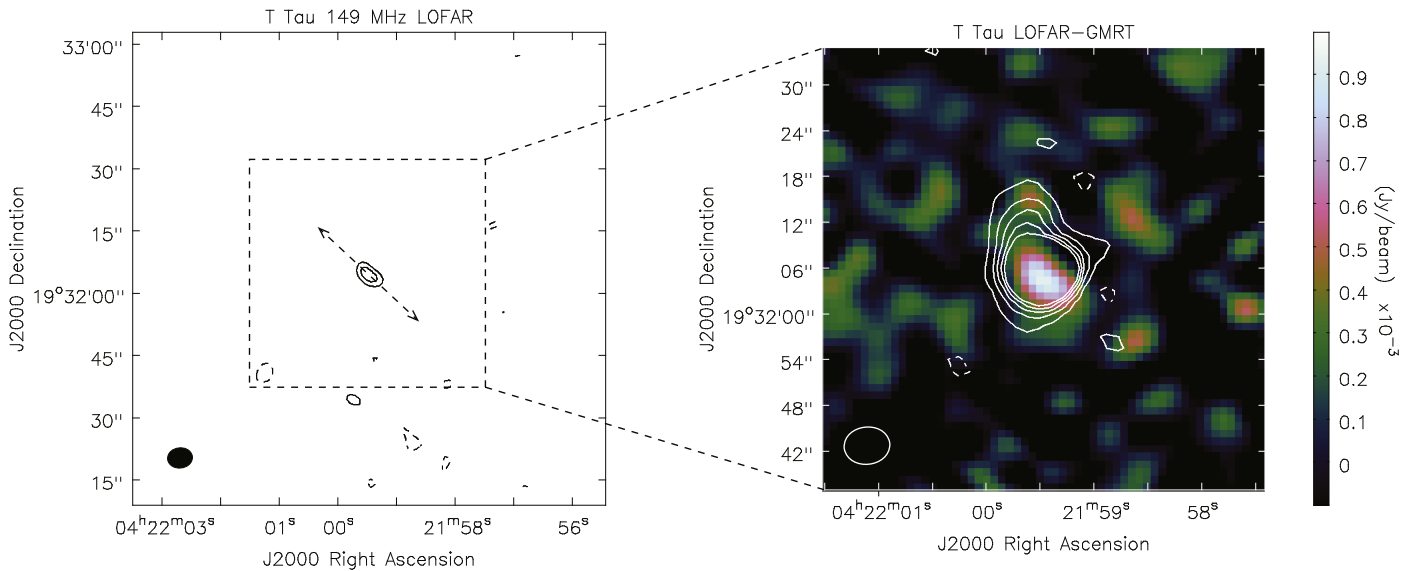 T Tau 149 MHz LOFAR
33'00"
45"
30"
15"
19°32'00"
45"
30"
15"
J2000 Declination
04ʰ22ᵐ03ˢ
01ˢ
00ˢ
21ᵐ58ˢ
56ˢ
J2000 Right Ascension
T Tau LOFAR−GMRT
30"
24"
18"
12"
06"
19°32'00"
54"
48"
42"
J2000 Declination
04ʰ22ᵐ01ˢ
00ˢ
21ᵐ59ˢ
58ˢ
J2000 Right Ascension
0.9
0.8
0.7
0.6
0.5
0.4
0.3
0.2
0.1
0
(Jy/beam) x10⁻³